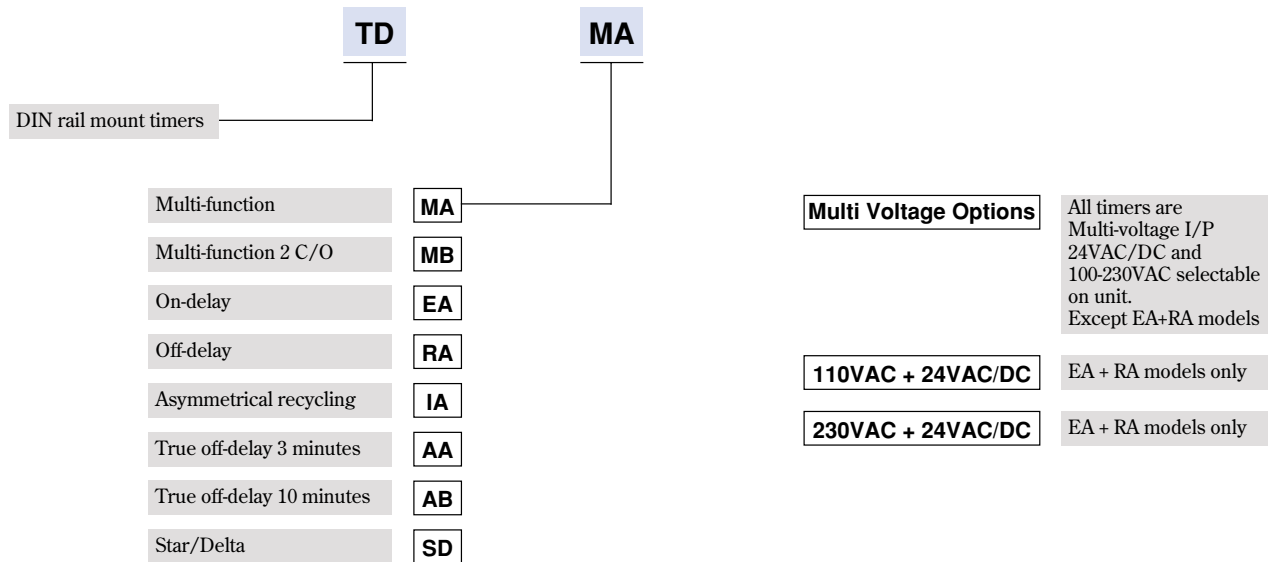 TD
MA
DIN rail mount timers
Multi-function
MA
Multi-function 2 C/O
MB
On-delay
EA
Off-delay
RA
Asymmetrical recycling
IA
True off-delay 3 minutes
AA
True off-delay 10 minutes
AB
Star/Delta
SD
Multi Voltage Options
All timers are
Multi-voltage I/P
24VAC/DC and
100-230VAC selectable
on unit.
Except EA+RA models
110VAC + 24VAC/DC
EA + RA models only
230VAC + 24VAC/DC
EA + RA models only